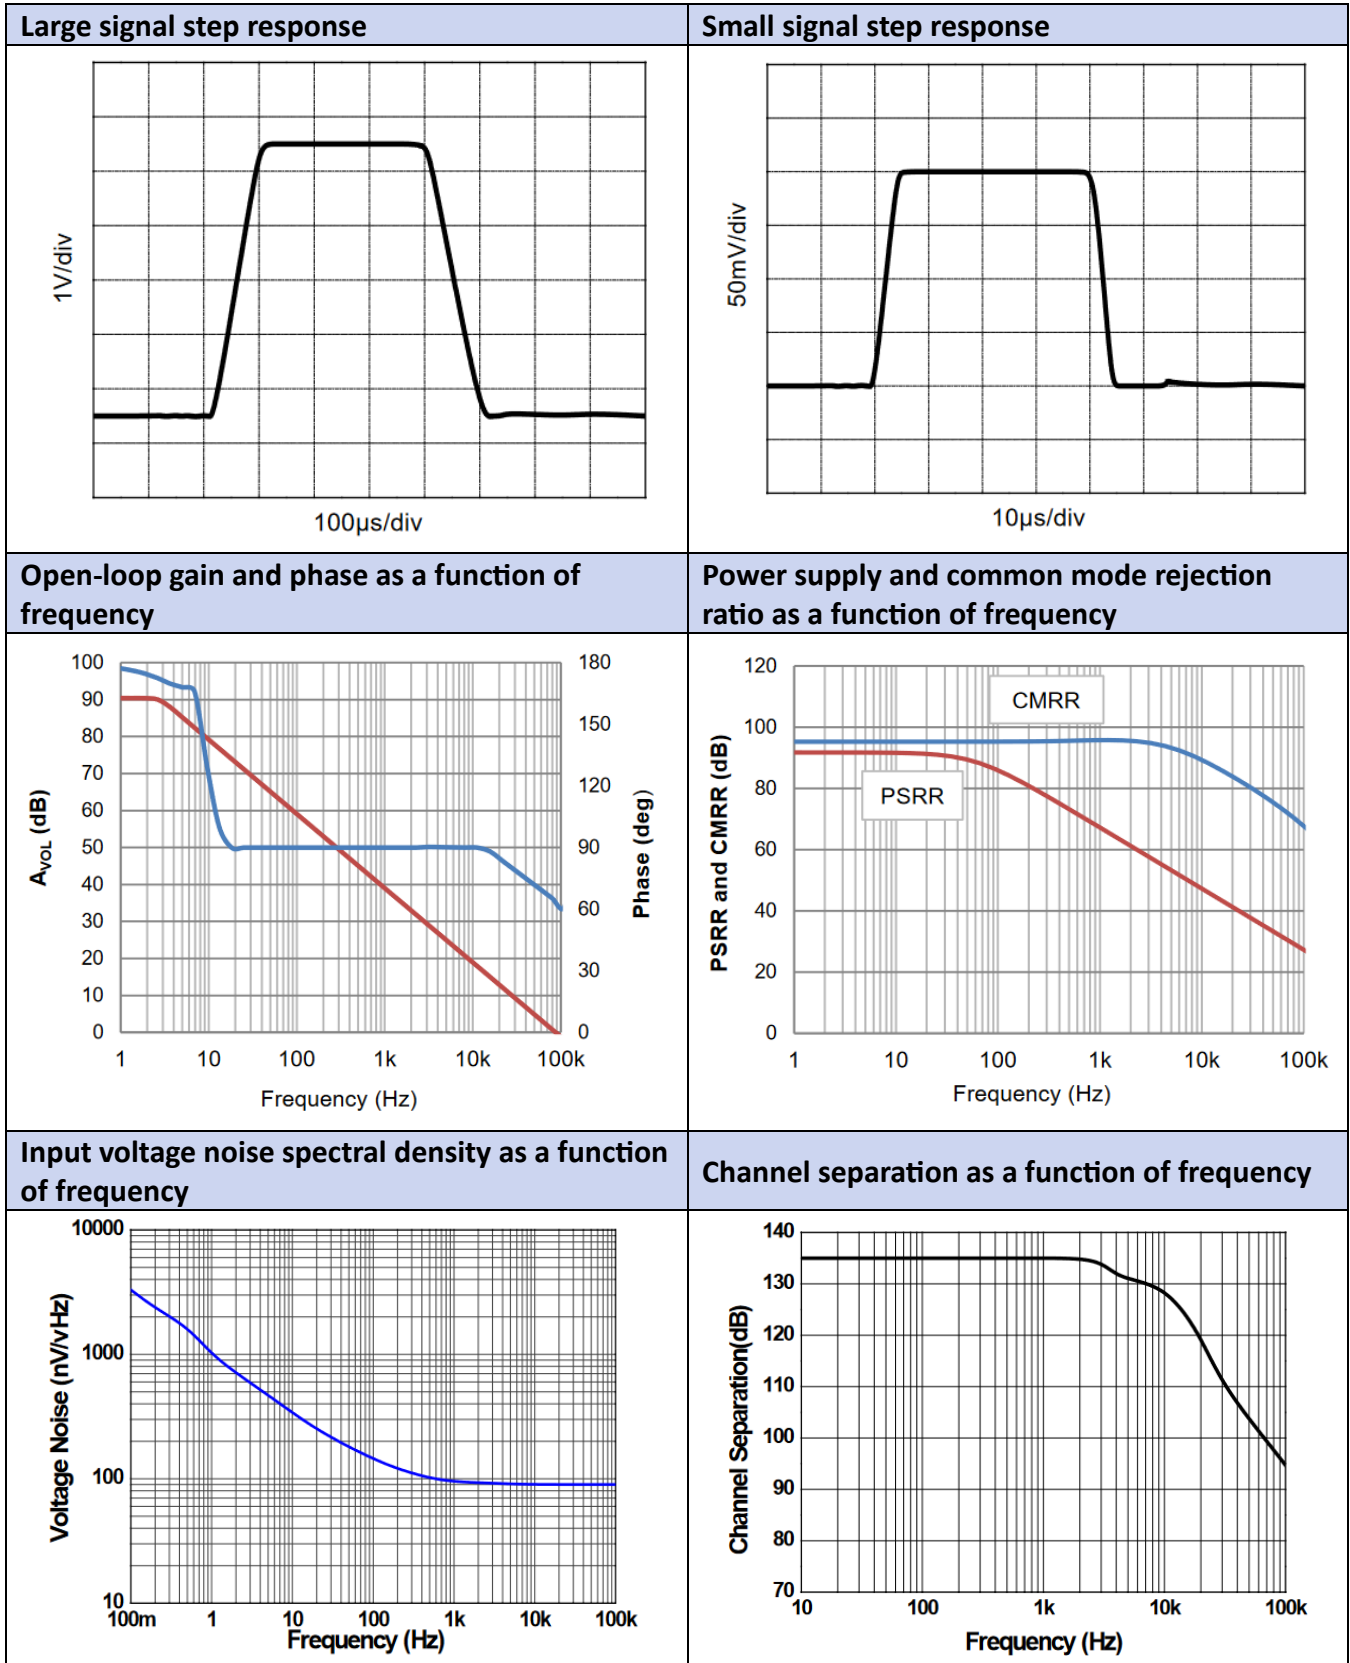 Large signal step response
Small signal step response
1V/div
100µs/div
50mV/div
10µs/div
Open-loop gain and phase as a function of
frequency
Power supply and common mode rejection
ratio as a function of frequency
100
90
80
70
60
50
40
30
20
10
0
AVOL (dB)
180
150
120
90
60
30
0
Phase (deg)
1 10 100 1k 10k 100k
Frequency (Hz)
120
100
80
60
40
20
0
PSRR and CMRR (dB)
CMRR
PSRR
1 10 100 1k 10k 100k
Frequency (Hz)
Input voltage noise spectral density as a function
of frequency
Channel separation as a function of frequency
10000
1000
100
10
Voltage Noise (nV/√Hz)
100m 1 10 100 1k 10k 100k
Frequency (Hz)
140
130
120
110
100
90
80
70
Channel Separation(dB)
10 100 1k 10k 100k
Frequency (Hz)